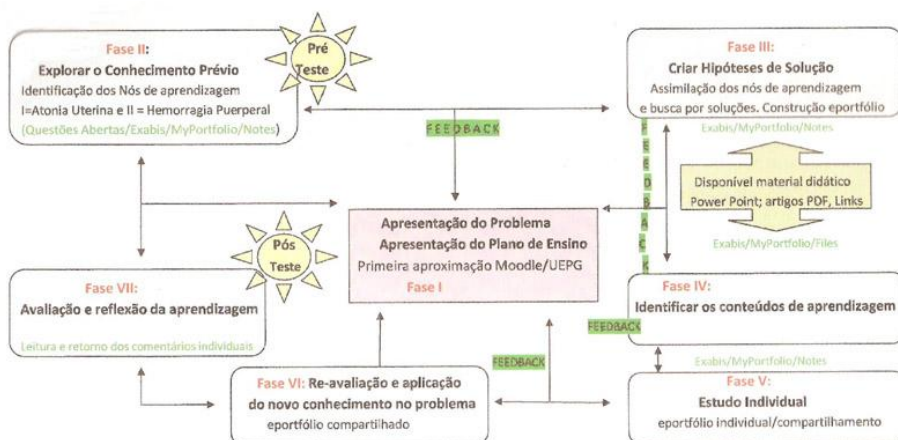 Fase II:
Explorar o Conhecimento Prévio
Identificação dos Nós de aprendizagem
I=Atonia Uterina e II = Hemorragia Puerperal
(Questões Abertas/Exabis/MyPortfolio/Notes)
Pré
Teste
Fase III:
Criar Hipóteses de Solução
Assimilação dos nós de aprendizagem
e busca por soluções. Construção eportfólio
Exabis/MyPortfolio/Notes
FEEDBACK
FEEDBACK
Disponível material didático
Power Point; artigos PDF, Links
Exabis/MyPortfolio/Files
Apresentação do Problema
Apresentação do Plano de Ensino
Primeira aproximação Moodle/UEPG
Fase I
Pós
Teste
Fase VII:
Avaliação e reflexão da aprendizagem
Leitura e retorno dos comentários individuais
Fase IV:
Identificar os conteúdos de aprendizagem
FEEDBACK
Exabis/MyPortfolio/Notes
FEEDBACK
Fase VI: Re-avaliação e aplicação
do novo conhecimento no problema
eportfólio compartilhado
Fase V:
Estudo Individual
eportfólio individual/compartilhamento